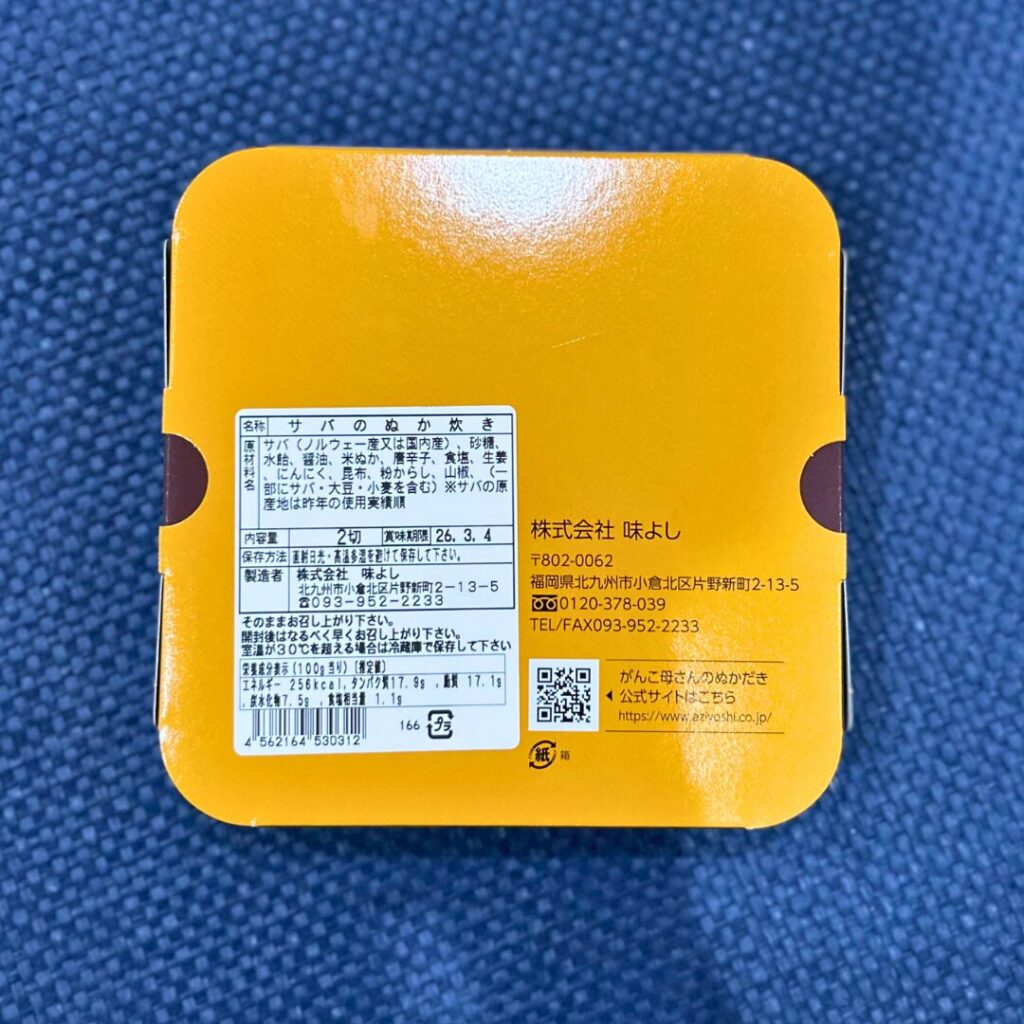 名称 サバのぬか炊き
原材料名 サバ(ノルウェー産又は国内産)、砂糖、
水飴、醤油、米ぬか、唐辛子、食塩、生姜
、にんにく、昆布、粉からし、山椒、(一
部にサバ・大豆・小麦を含む)※サバの原
産地は昨年の使用実績順
内容量 2切 賞味期限 26.3.4
保存方法 直射日光・高温多湿を避けて保存して下さい。
製造者 株式会社 味よし
北九州市小倉北区片野新町2-13-5
☎093-952-2233
そのままお召し上がり下さい。
開封後はなるべく早くお召し上がり下さい。
室温が30℃を超える場合は冷蔵庫で保存して下さい
栄養成分表示(100g当り)(推定値)
エネルギー 256kcal,タンパク質17.9g ,脂質 17.1g
,炭水化物7.5g ,食塩相当量 1.1g
4 562164 530312
166 プラ
株式会社 味よし
〒802-0062
福岡県北九州市小倉北区片野新町2-13-5
0120-378-039
TEL/FAX093-952-2233
がんこ母さんのぬかだき
公式サイトはこちら
https://www.aziyoshi.co.jp/
紙 箱